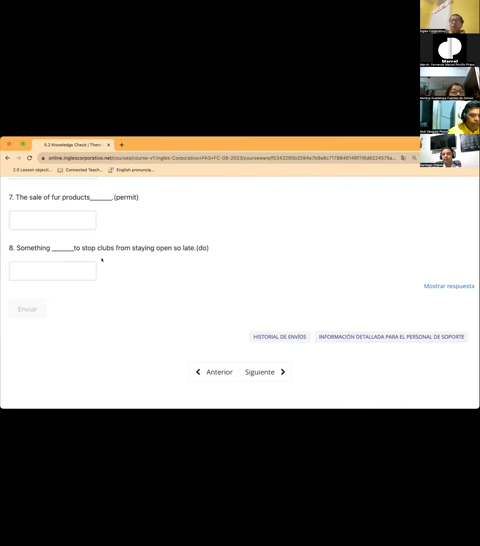 Marcel
5.2 Knowledge Check | Them
online.inglescorporativo.net/courses/course-v1:Ingles-Corporativo+PA3+FC-09-2023/courseware/
2.0 Lesson objecti...
Connected Teach...
English pronuncia...
7. The sale of fur products______.(permit)
8. Something ______to stop clubs from staying open so late.(do)
Mostrar respuesta
Enviar
HISTORIAL DE ENVÍOS
INFORMACIÓN DETALLADA PARA EL PERSONAL DE SOPORTE
Anterior
Siguiente